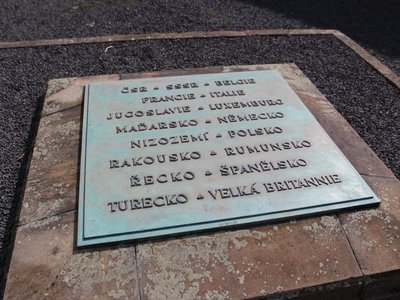 ČSR - SSSR - BELGIE
FRANCIE - ITALIE
JUGOSLAVIE - LUXEMBURG
MAĎARSKO - NĚMECKO
NIZOZEMÍ - POLSKO
RAKOUSKO - RUMUNSKO
ŘECKO - ŠPANĚLSKO
TURECKO - VELKÁ BRITANNIE